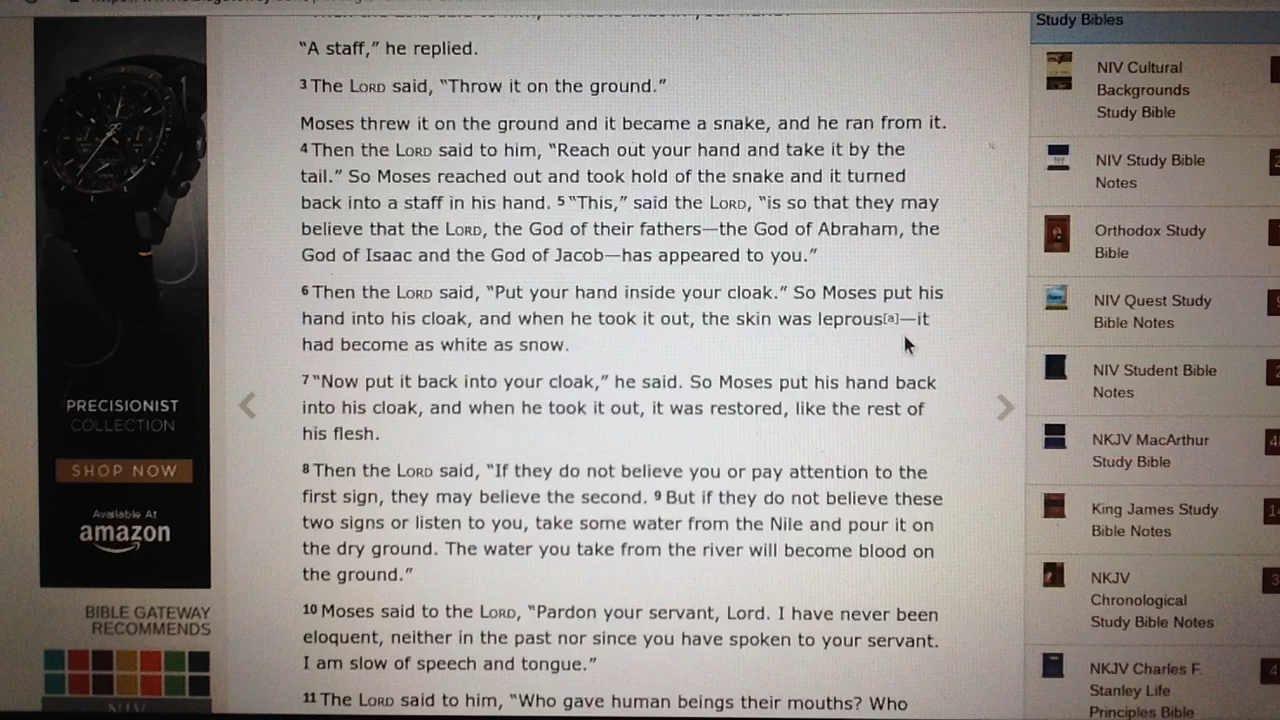 "A staff," he replied.
3 The LORD said, "Throw it on the ground."
Moses threw it on the ground and it became a snake, and he ran from it.
4 Then the LORD said to him, "Reach out your hand and take it by the
tail." So Moses reached out and took hold of the snake and it turned
back into a staff in his hand. 5 "This," said the LORD, "is so that they may
believe that the LORD, the God of their fathers—the God of Abraham, the
God of Isaac and the God of Jacob—has appeared to you."
6 Then the LORD said, "Put your hand inside your cloak." So Moses put his
hand into his cloak, and when he took it out, the skin was leprous[a]—it
had become as white as snow.
7 "Now put it back into your cloak," he said. So Moses put his hand back
into his cloak, and when he took it out, it was restored, like the rest of
his flesh.
8 Then the LORD said, "If they do not believe you or pay attention to the
first sign, they may believe the second. 9 But if they do not believe these
two signs or listen to you, take some water from the Nile and pour it on
the dry ground. The water you take from the river will become blood on
the ground."
10 Moses said to the LORD, "Pardon your servant, Lord. I have never been
eloquent, neither in the past nor since you have spoken to your servant.
I am slow of speech and tongue."
11 The LORD said to him, "Who gave human beings their mouths? Who
PRECISIONIST
COLLECTION
SHOP NOW
Available At
amazon
BIBLE GATEWAY
RECOMMENDS
NIV
Study Bibles
NIV Cultural
Backgrounds
Study Bible
NIV Study Bible
Notes
Orthodox Study
Bible
NIV Quest Study
Bible Notes
NIV Student Bible
Notes
NKJV MacArthur
Study Bible
King James Study
Bible Notes
NKJV
Chronological
Study Bible Notes
NKJV Charles F.
Stanley Life
Principles Bible